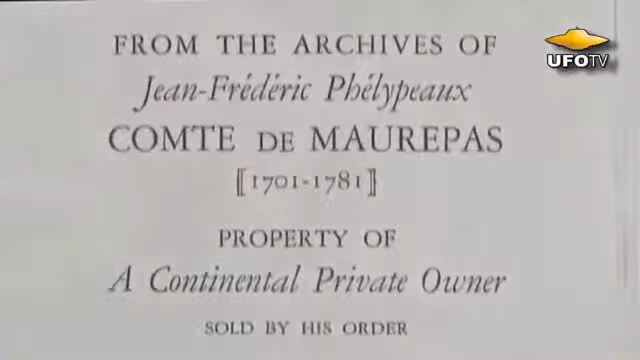 FROM THE ARCHIVES OF
Jean-Frédéric Phélypeaux
COMTE DE MAUREPAS
[1701-1781]
PROPERTY OF
A Continental Private Owner
SOLD BY HIS ORDER
UFOTV